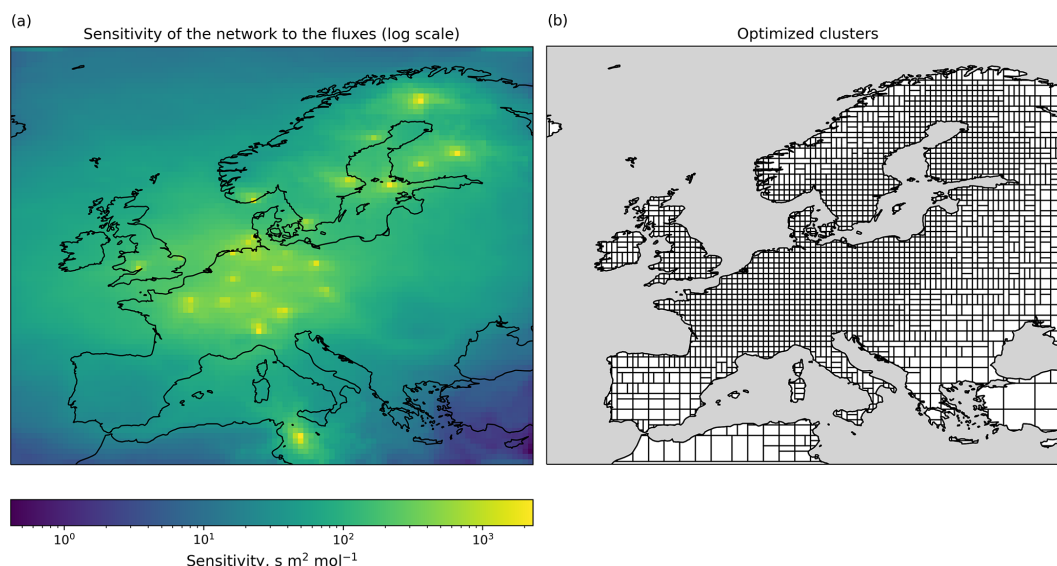 (a)
Sensitivity of the network to the fluxes (log scale)
(b)
Optimized clusters
10⁰ 10¹ 10² 10³
Sensitivity, s m² mol⁻¹